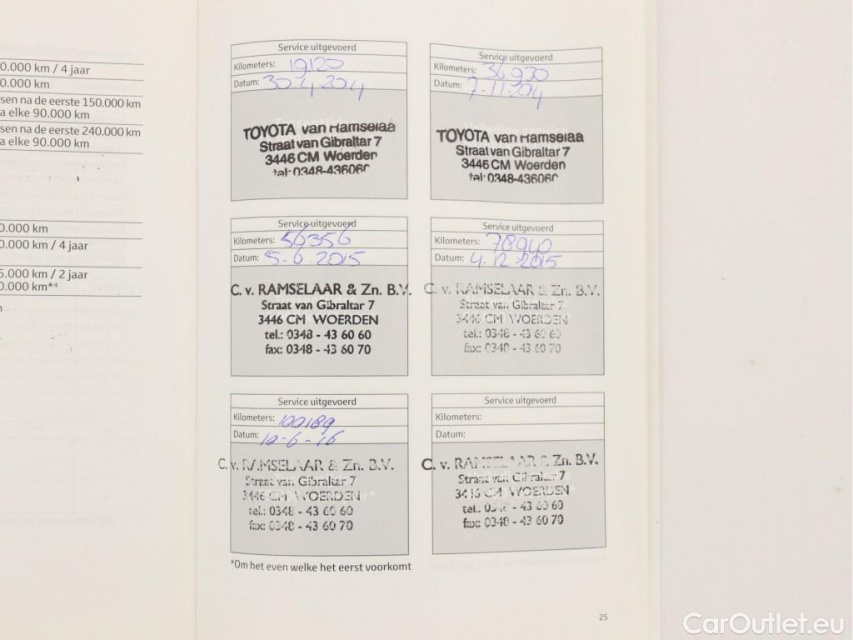 0.000 km / 4 jaar
0.000 km
sen na de eerste 150.000 km
a elke 90.000 km
sen na de eerste 240.000 km
a elke 90.000 km
0.000 km
0.000 km / 4 jaar
5.000 km / 2 jaar
0.000 km*⁴
Service uitgevoerd
Kilometers: 19120
Datum: 30.4.204
TOYOTA van Hamselaa
Straat van Gibraltar 7
3446 CM Woerden
tel: 0348-436060
Service uitgevoerd
Kilometers: 36930
Datum: 7.11.204
TOYOTA van Hamselaa
Straat van Gibraltar 7
3446 CM Woerden
tel: 0348-436060
Service uitgevoerd
Kilometers: 56356
Datum: 5-6 2015
C. v. RAMSELAAR & Zn. B.V.
Straat van Gibraltar 7
3446 CM WOERDEN
tel.: 0348 - 43 60 60
fax: 0348 - 43 60 70
Service uitgevoerd
Kilometers: 78940
Datum: 4.12.2015
C. v. RAMSELAAR & Zn. B.V.
Straat van Gibraltar 7
3446 CM WOERDEN
tel.: 0348 - 43 60 60
fax: 0348 - 43 60 70
Service uitgevoerd
Kilometers: 100189
Datum: 10-6-16
C. v. RAMSELAAR & Zn. B.V.
Straat van Gibraltar 7
3446 CM WOERDEN
tel.: 0348 - 43 60 60
fax: 0348 - 43 60 70
Service uitgevoerd
Kilometers:
Datum:
C. v. RAMSELAAR & Zn. B.V.
Straat van Gibraltar 7
3446 CM WOERDEN
tel.: 0348 - 43 60 60
fax: 0348 - 43 60 70
*Om het even welke het eerst voorkomt
25
CarOutlet.eu